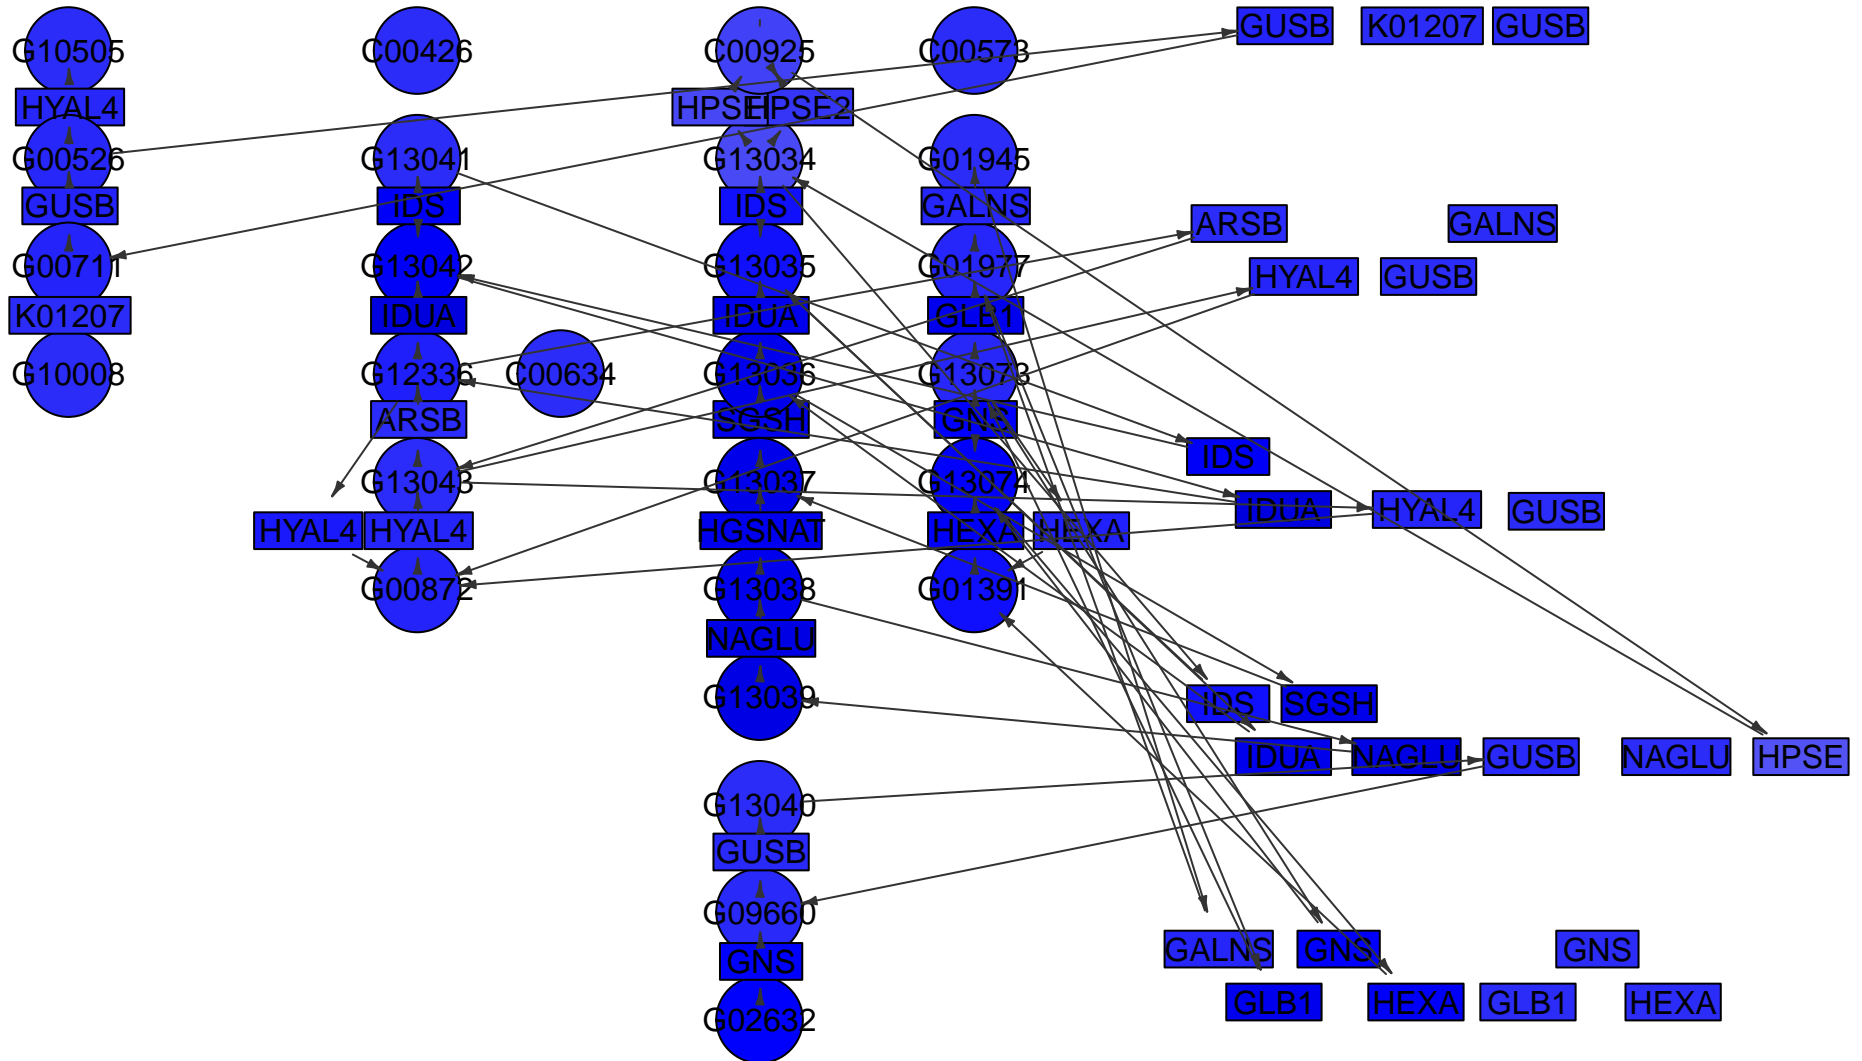 G10505 C00426 C00925 C00573 GUSB K01207 GUSB
HYAL4 HPSE HPSE2
G00526 G13041 G13034 G01945
GUSB IDS IDS GALNS ARSB GALNS
G00711 G13042 G13035 G01977 HYAL4 GUSB
K01207 IDUA IDUA GLB1
G10008 G12336 C00634 G13036 G13073
ARSB SGSH GNS IDS
G13043 G13037 G13074 IDUA HYAL4 GUSB
HYAL4 HYAL4 HGSNAT HEXA HEXA
G00872 G13038 G01391
NAGLU
G13039 IDS SGSH
IDUA NAGLU GUSB NAGLU HPSE
G13040
GUSB
G09660
GNS GALNS GNS GNS
G02632 GLB1 HEXA GLB1 HEXA